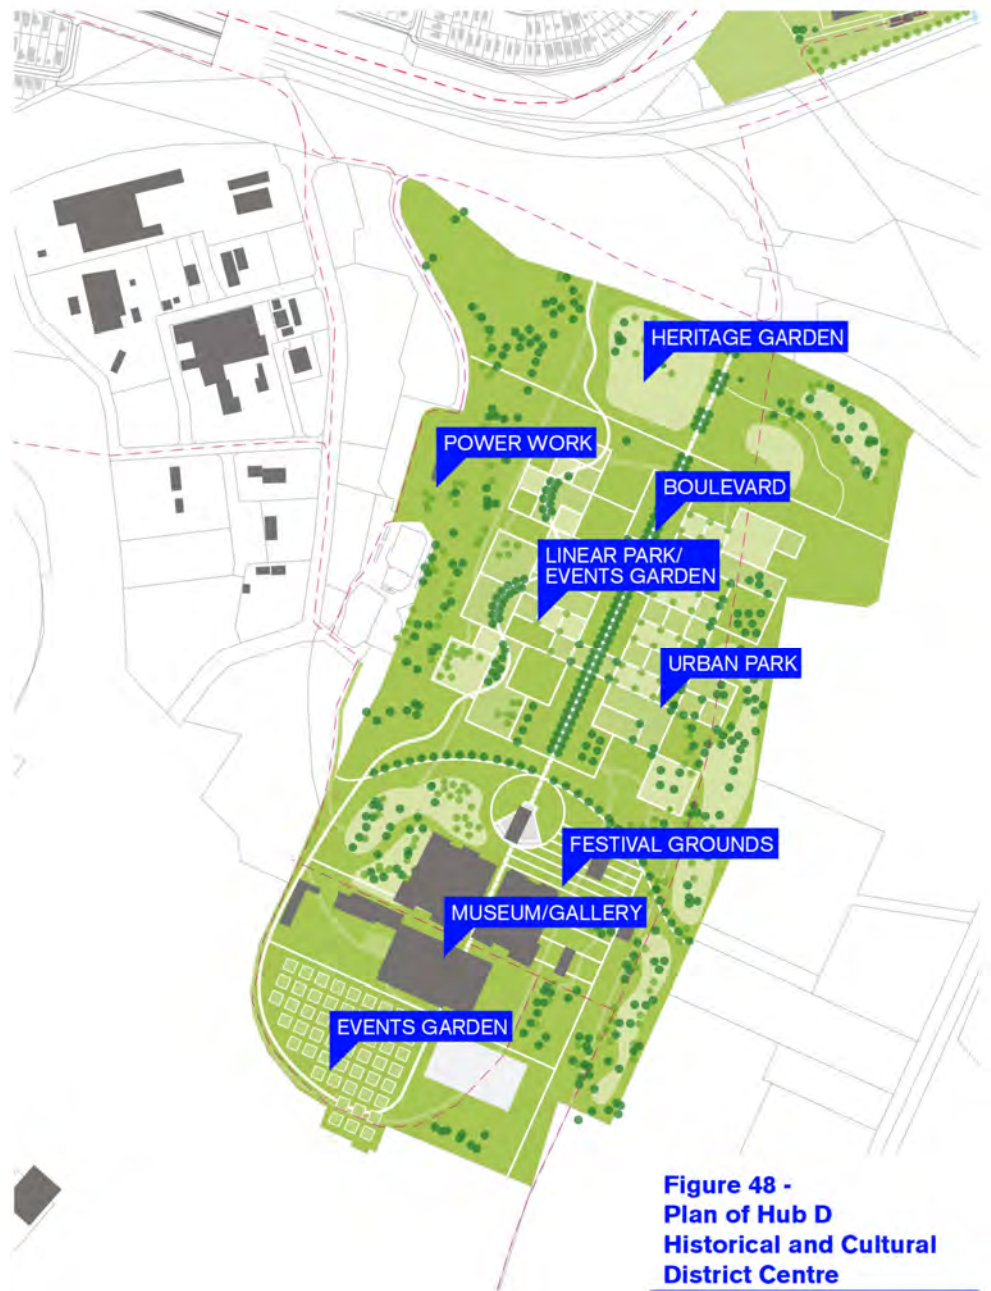 HERITAGE GARDEN
POWER WORK
BOULEVARD
LINEAR PARK/
EVENTS GARDEN
URBAN PARK
FESTIVAL GROUNDS
MUSEUM/GALLERY
EVENTS GARDEN
Figure 48 -
Plan of Hub D
Historical and Cultural
District Centre